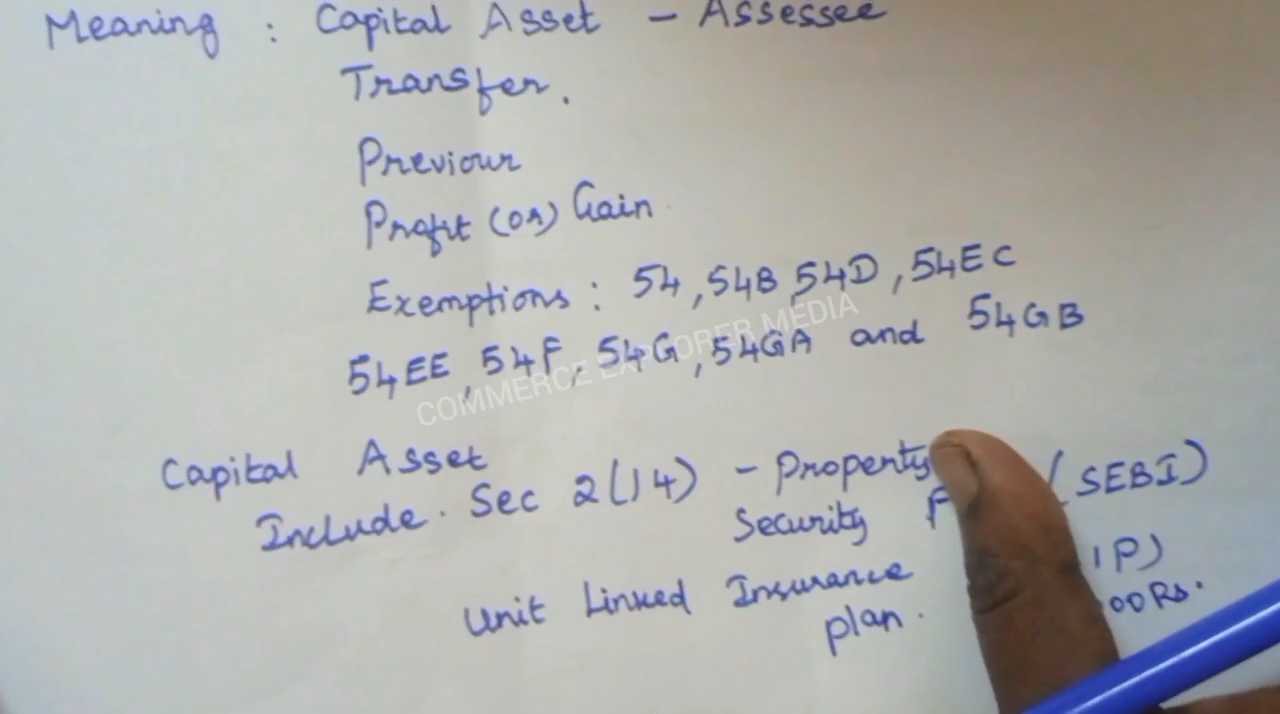 Meaning : Capital Asset - Assessee
Transfer.
Previour
Profit (or) Gain
Exemptions : 54, 54B 54D, 54EC
54EE, 54F, 54G, 54GA and 54GB
COMMERCE EXPLORER MEDIA
Capital Asset
Include. Sec 2(14) - Property
Security (SEBI)
Unit Linked Insurance
plan.